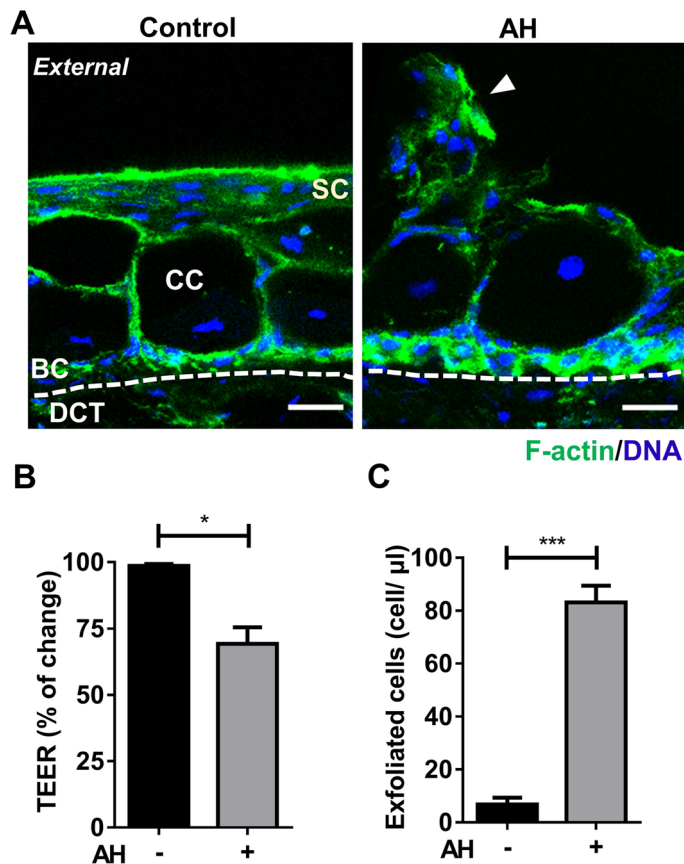 A
Control
AH
External
SC
CC
BC
DCT
F-actin/DNA
B
*
TEER (% of change)
100
75
50
25
0
AH - +
C
***
Exfoliated cells (cell/ µl)
100
80
60
40
20
0
AH - +